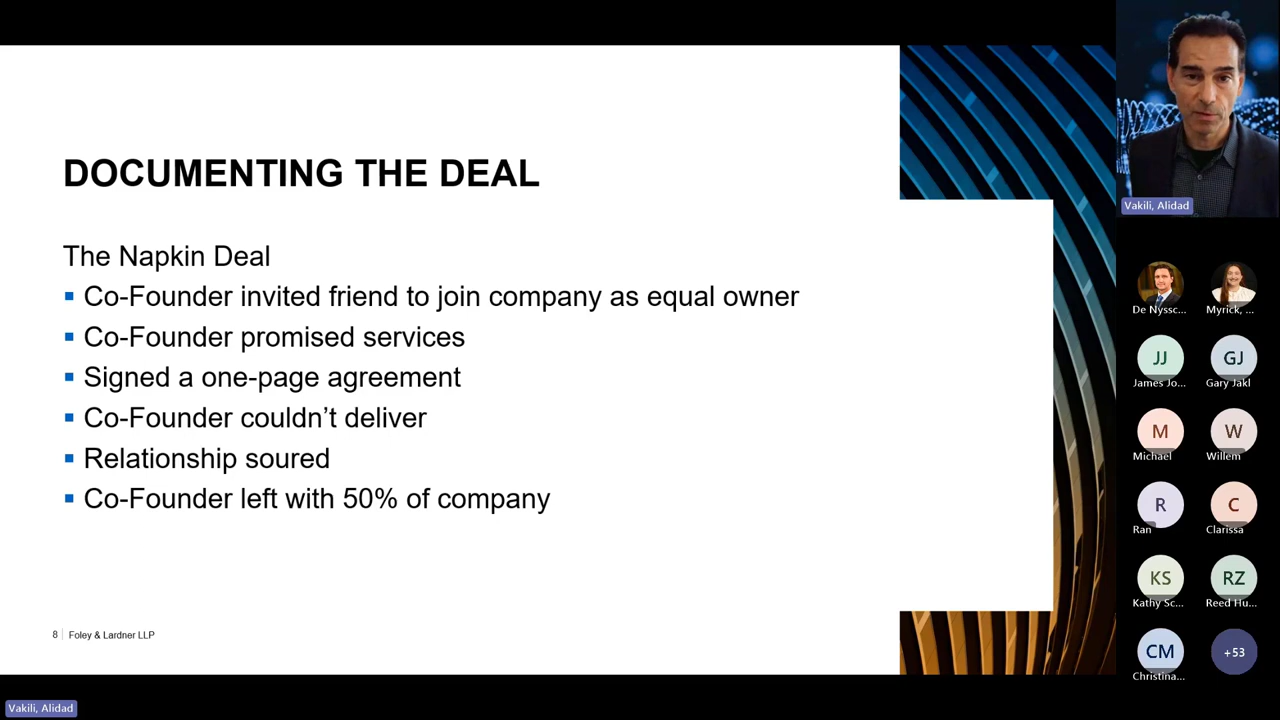 DOCUMENTING THE DEAL
The Napkin Deal
Co-Founder invited friend to join company as equal owner
Co-Founder promised services
Signed a one-page agreement
Co-Founder couldn’t deliver
Relationship soured
Co-Founder left with 50% of company
8 Foley & Lardner LLP
Vakili, Alidad
De Nyssc... Myrick, ...
JJ GJ
James Jo... Gary Jakl
M W
Michael Willem
R C
Ran Clarissa
KS RZ
Kathy Sc... Reed Hu...
CM +53
Christina...
Vakili, Alidad